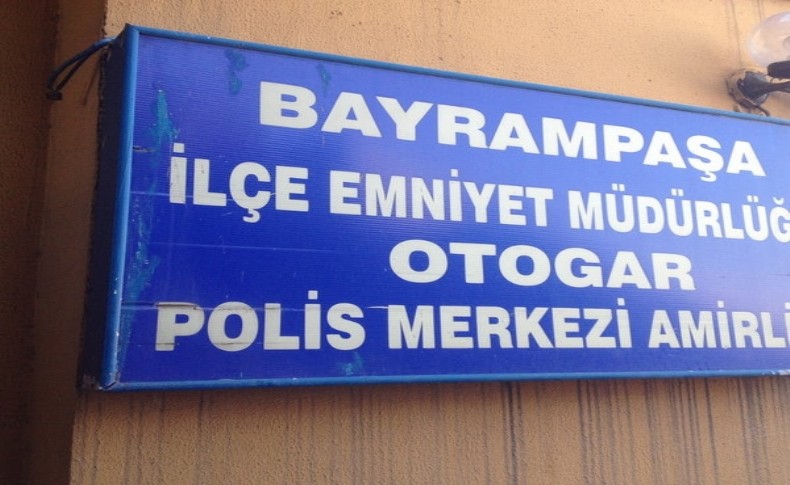 BAYRAMPAŞA
İLÇE EMNİYET MÜDÜRLÜĞ
OTOGAR
POLİS MERKEZİ AMİRLİ